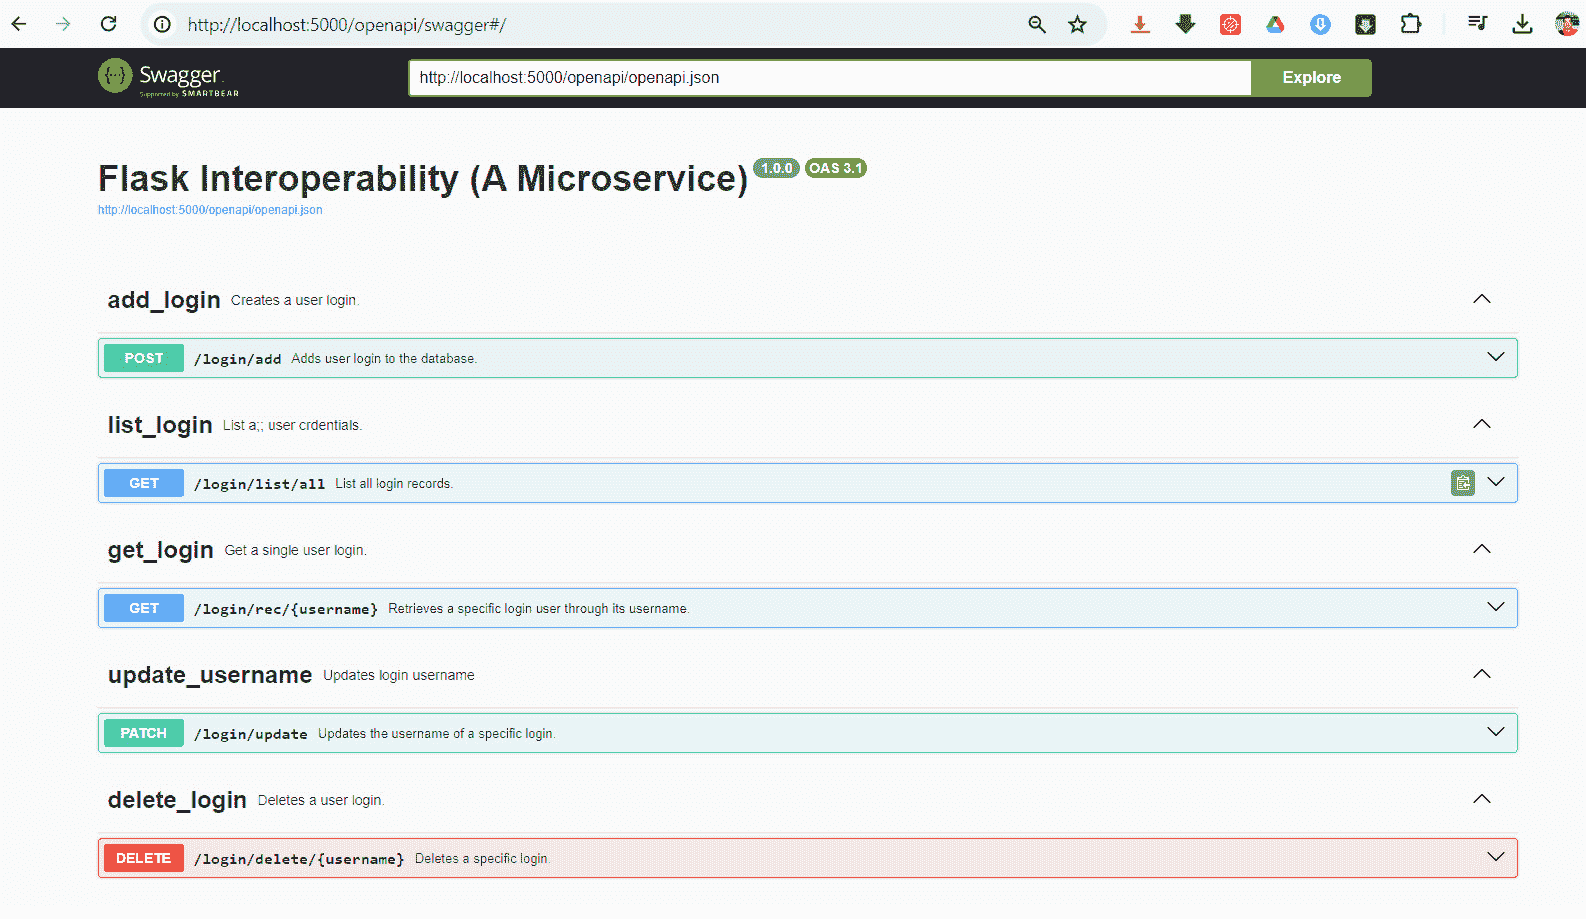 http://localhost:5000/openapi/swagger#/
Swagger.
Supported by SMARTBEAR
http://localhost:5000/openapi/openapi.json
Explore
Flask Interoperability (A Microservice) 1.0.0 OAS 3.1
http://localhost:5000/openapi/openapi.json
add_login Creates a user login.
POST /login/add Adds user login to the database.
list_login List a;; user crdentials.
GET /login/list/all List all login records.
get_login Get a single user login.
GET /login/rec/{username} Retrieves a specific login user through its username.
update_username Updates login username
PATCH /login/update Updates the username of a specific login.
delete_login Deletes a user login.
DELETE /login/delete/{username} Deletes a specific login.